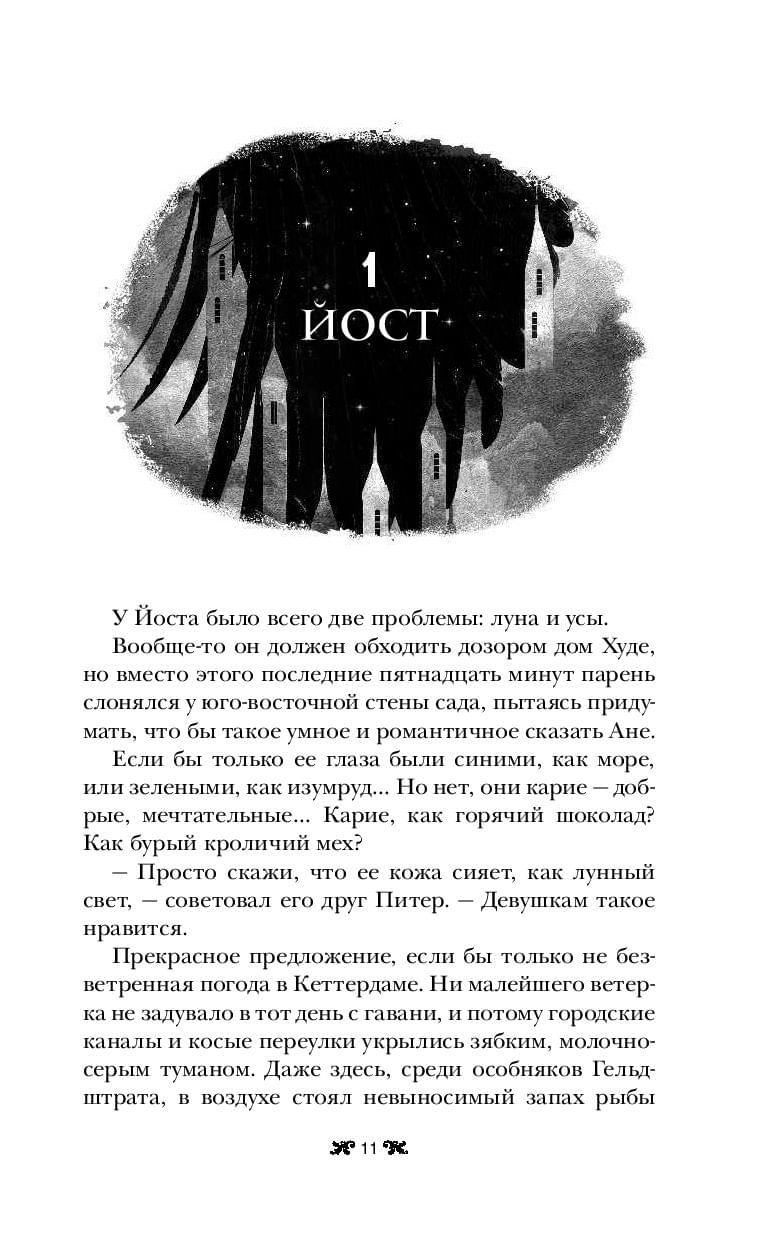 1
ЙОСТ
У Йоста было всего две проблемы: луна и усы.
Вообще-то он должен обходить дозором дом Худе,
но вместо этого последние пятнадцать минут парень
слонялся у юго-восточной стены сада, пытаясь приду-
мать, что бы такое умное и романтичное сказать Ане.
Если бы только ее глаза были синими, как море,
или зелеными, как изумруд... Но нет, они карие — доб-
рые, мечтательные... Карие, как горячий шоколад?
Как бурый кроличий мех?
— Просто скажи, что ее кожа сияет, как лунный
свет, — советовал его друг Питер. — Девушкам такое
нравится.
Прекрасное предложение, если бы только не без-
ветренная погода в Кеттердаме. Ни малейшего ветер-
ка не задувало в тот день с гавани, и потому городские
каналы и косые переулки укрылись зябким, молочно-
серым туманом. Даже здесь, среди особняков Гельд-
штрата, в воздухе стоял невыносимый запах рыбы
11